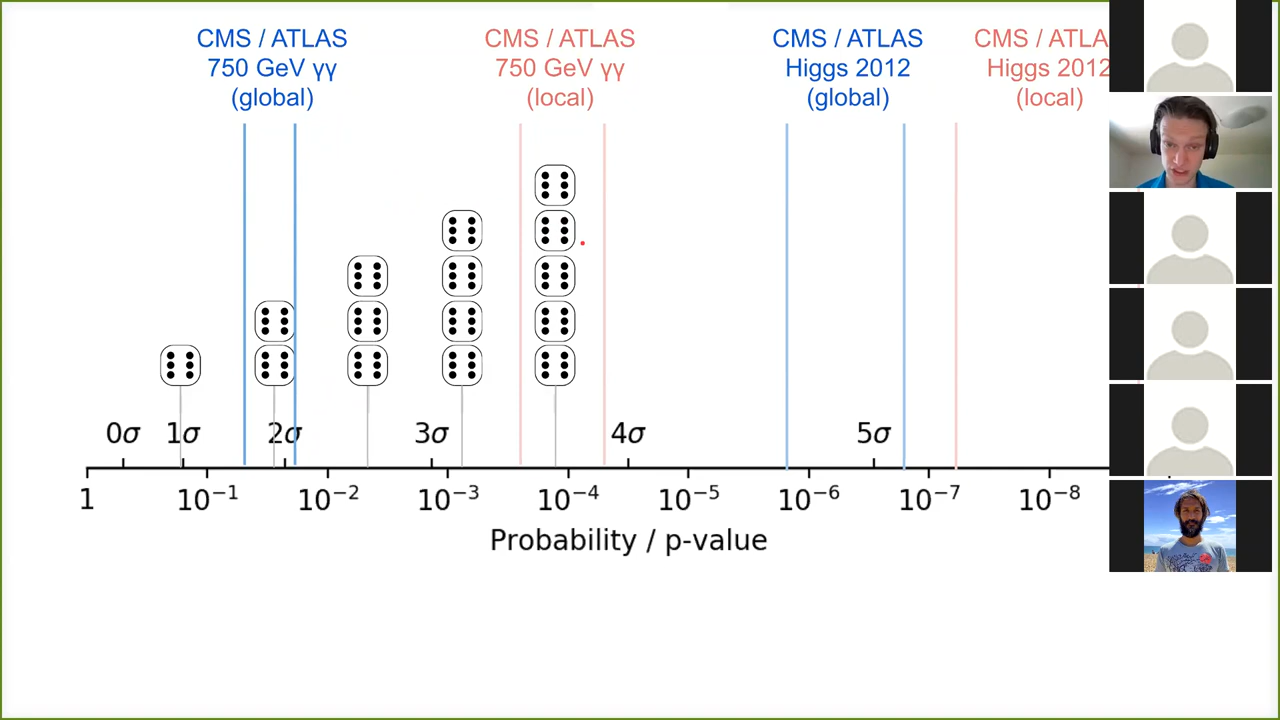 CMS / ATLAS
750 GeV γγ
(global)
CMS / ATLAS
750 GeV γγ
(local)
CMS / ATLAS
Higgs 2012
(global)
CMS / ATLA
Higgs 2012
(local)
0σ 1σ 2σ 3σ 4σ 5σ
1 10⁻¹ 10⁻² 10⁻³ 10⁻⁴ 10⁻⁵ 10⁻⁶ 10⁻⁷ 10⁻⁸
Probability / p-value